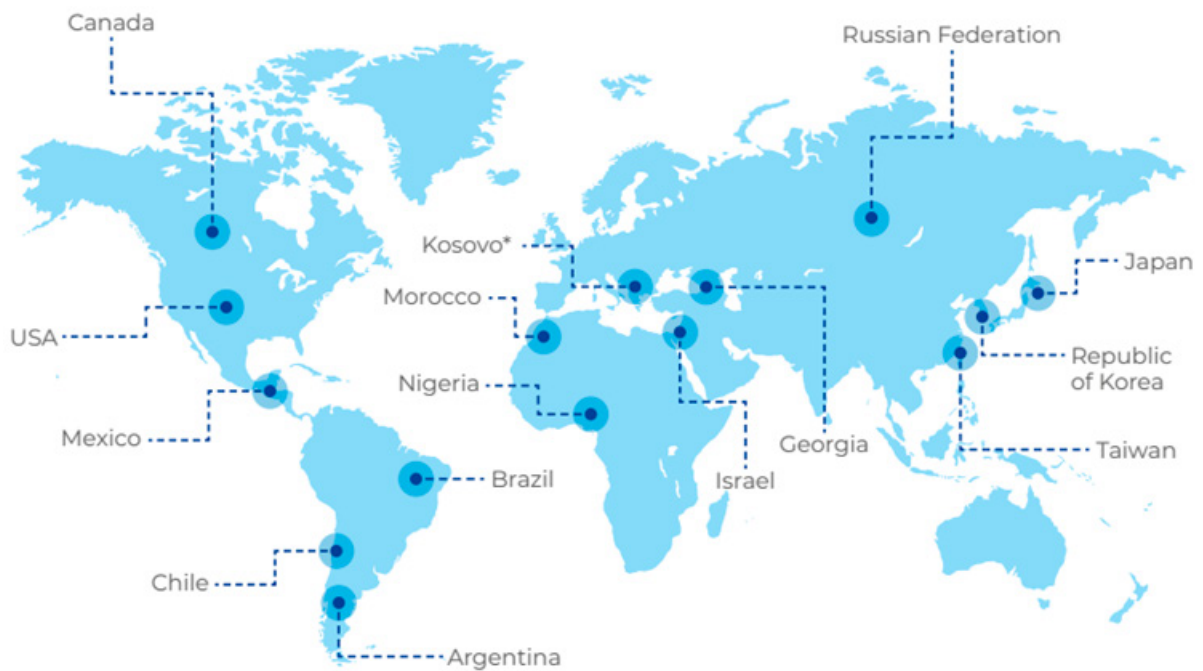 Canada
Russian Federation
Kosovo*
Japan
Morocco
USA
Republic
of Korea
Nigeria
Mexico
Georgia
Taiwan
Brazil
Israel
Chile
Argentina